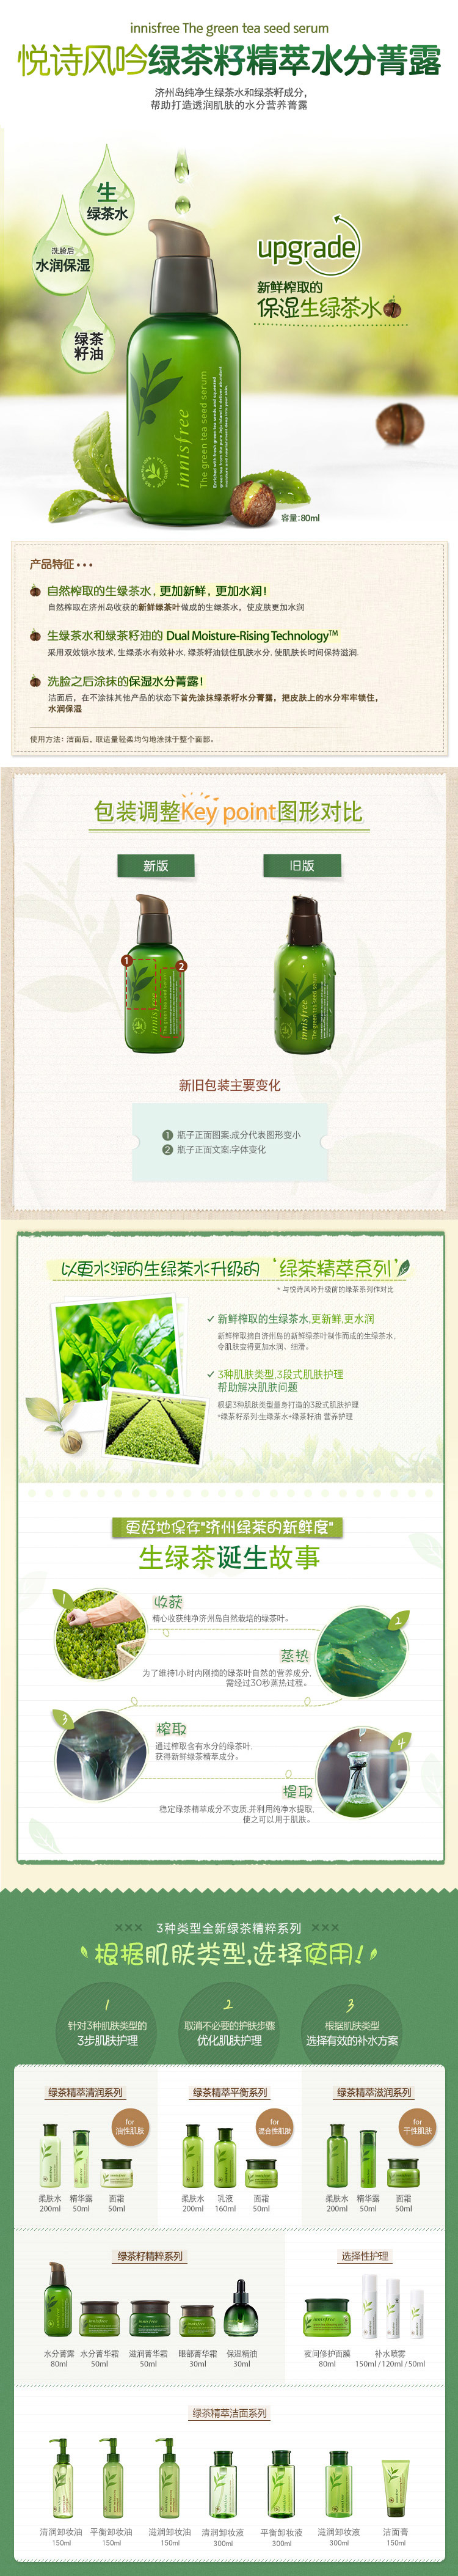 innisfree The green tea seed serum
悦诗风吟绿茶籽精萃水分菁露
济州岛纯净生绿茶水和绿茶籽成分，
帮助打造透润肌肤的水分营养菁露
生
绿茶水
洗脸后
水润保湿
绿茶
籽油
upgrade
新鲜榨取的
保湿生绿茶水
innisfree
The green tea seed serum
容量:80ml
产品特征 • • •
自然榨取的生绿茶水，更加新鲜，更加水润！
自然榨取在济州岛收获的新鲜绿茶叶做成的生绿茶水，使皮肤更加水润
生绿茶水和绿茶籽油的 Dual Moisture-Rising Technology™
采用双效锁水技术, 生绿茶水有效补水, 绿茶籽油锁住肌肤水分, 使肌肤长时间保持滋润.
洗脸之后涂抹的保湿水分菁露！
洁面后，在不涂抹其他产品的状态下首先涂抹绿茶籽水分菁露，把皮肤上的水分牢牢锁住，
水润保湿
使用方法：洁面后，取适量轻柔均匀地涂抹于整个面部。
包装调整Key point图形对比
新版
旧版
1
2
新旧包装主要变化
1 瓶子正面图案:成分代表图形变小
2 瓶子正面文案:字体变化
以更水润的生绿茶水升级的‘绿茶精萃系列’
* 与悦诗风吟升级前的绿茶系列作对比
新鲜榨取的生绿茶水,更新鲜,更水润
新鲜榨取摘自济州岛的新鲜绿茶叶制作而成的生绿茶水，
令肌肤变得更加水润、细滑。
3种肌肤类型,3段式肌肤护理
帮助解决肌肤问题
根据3种肌肤类型量身打造的3段式肌肤护理
*绿茶籽系列:生绿茶水+绿茶籽油 营养护理
更好地保存"济州绿茶的新鲜度"
生绿茶诞生故事
1
收获
精心收获纯净济州岛自然栽培的绿茶叶。
2
蒸热
为了维持1小时内刚摘的绿茶叶自然的营养成分,
需经过30秒蒸热过程。
3
榨取
通过榨取含有水分的绿茶叶,
获得新鲜绿茶精萃成分。
4
提取
稳定绿茶精萃成分不变质,并利用纯净水提取,
使之可以用于肌肤。
3种类型全新绿茶精粹系列
根据肌肤类型,选择使用!
1
针对3种肌肤类型的
3步肌肤护理
2
取消不必要的护肤步骤
优化肌肤护理
3
根据肌肤类型
选择有效的补水方案
绿茶精萃清润系列
for
油性肌肤
柔肤水 精华露 面霜
200ml 50ml 50ml
绿茶精萃平衡系列
for
混合性肌肤
柔肤水 乳液 面霜
200ml 160ml 50ml
绿茶精萃滋润系列
for
干性肌肤
柔肤水 精华露 面霜
200ml 50ml 50ml
绿茶籽精粹系列
水分菁露 水分菁华霜 滋润菁华霜 眼部菁华霜 保湿精油
80ml 50ml 50ml 30ml 30ml
选择性护理
夜间修护面膜 补水喷雾
80ml 150ml / 120ml / 50ml
绿茶精萃洁面系列
清润卸妆油 平衡卸妆油 滋润卸妆油 清润卸妆液 平衡卸妆液 滋润卸妆液 洁面膏
150ml 150ml 150ml 300ml 300ml 300ml 150ml